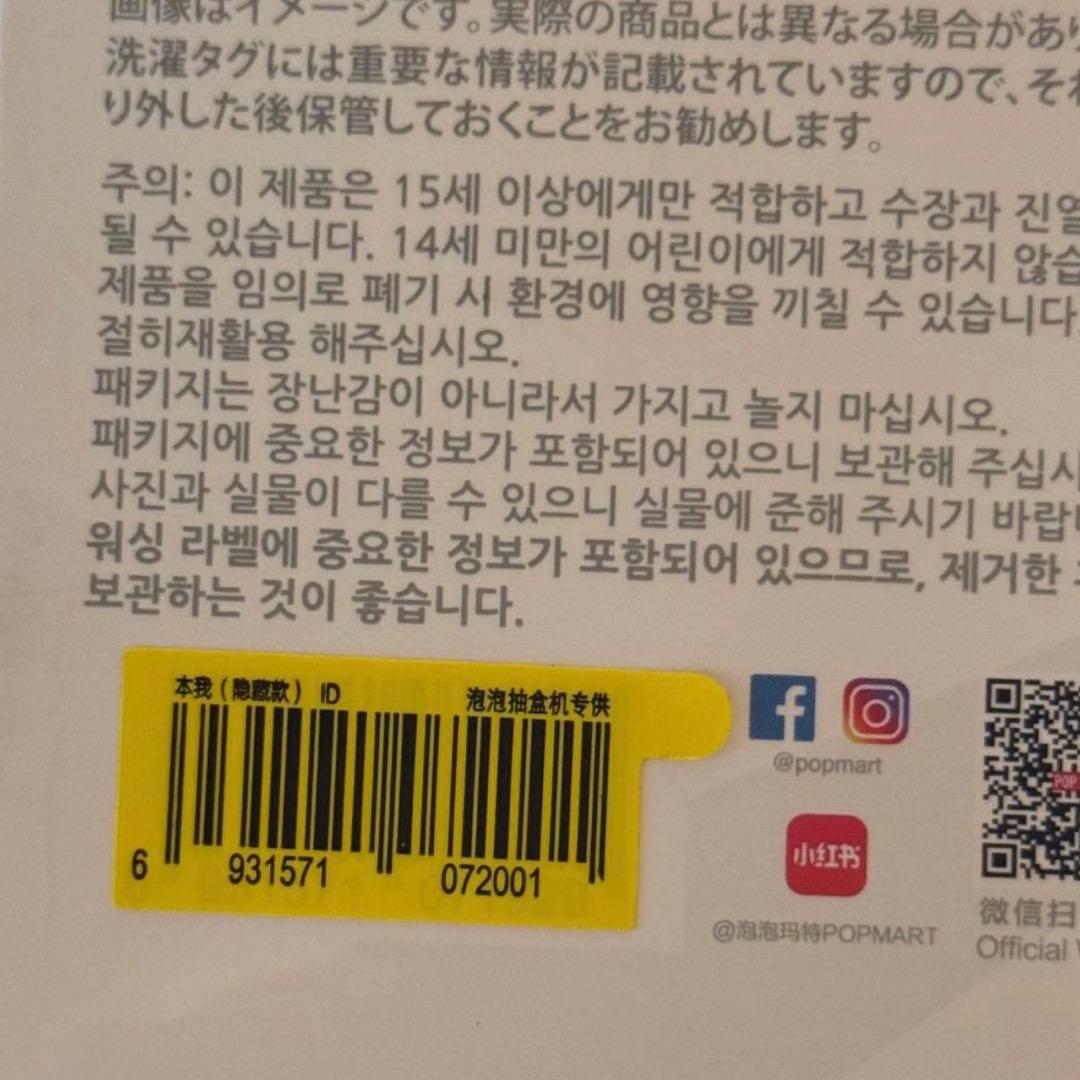 画像はイメージです。実際の商品とは異なる場合があり
洗濯タグには重要な情報が記載されていますので、それ
り外した後保管しておくことをお勧めします。
주의: 이 제품은 15세 이상에게만 적합하고 수장과 진열
될 수 있습니다. 14세 미만의 어린이에게 적합하지 않습
제품을 임의로 폐기 시 환경에 영향을 끼칠 수 있습니다
절히재활용 해주십시오.
패키지는 장난감이 아니라서 가지고 놀지 마십시오.
패키지에 중요한 정보가 포함되어 있으니 보관해 주십시
사진과 실물이 다를 수 있으니 실물에 준해 주시기 바랍
워싱 라벨에 중요한 정보가 포함되어 있으므로, 제거한
보관하는 것이 좋습니다.
本我（隐藏款） ID 泡泡抽盒机专供
6 931571 072001
@popmart
小红书
@泡泡玛特POPMART
POP
微信扫
Official